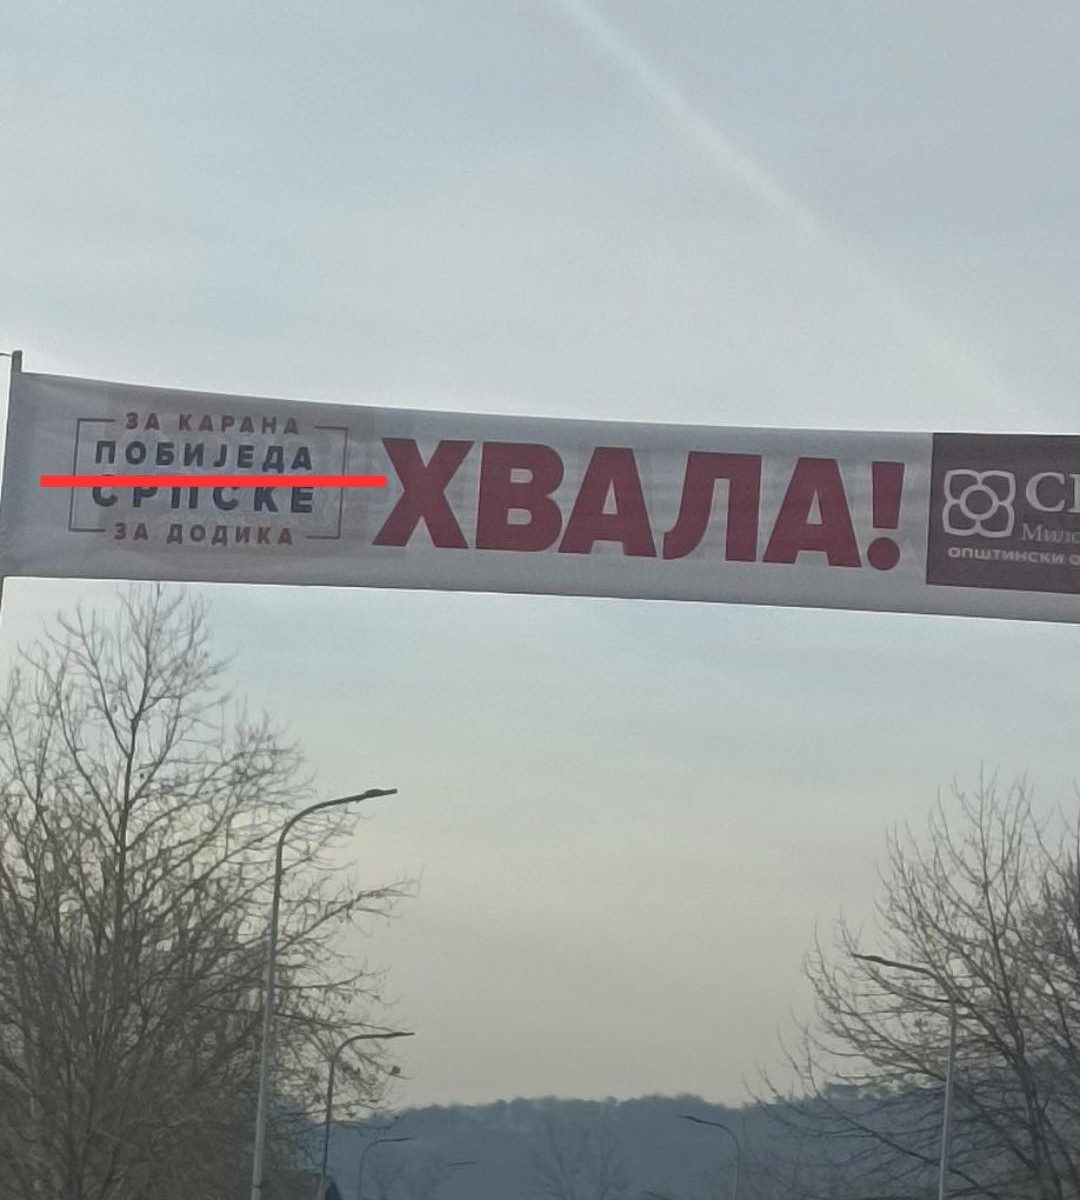 ЗА КАРАНА
ПОБИЈЕДА
СРПСКЕ
ЗА ДОДИКА
ХВАЛА!
ОПШТИНСКИ